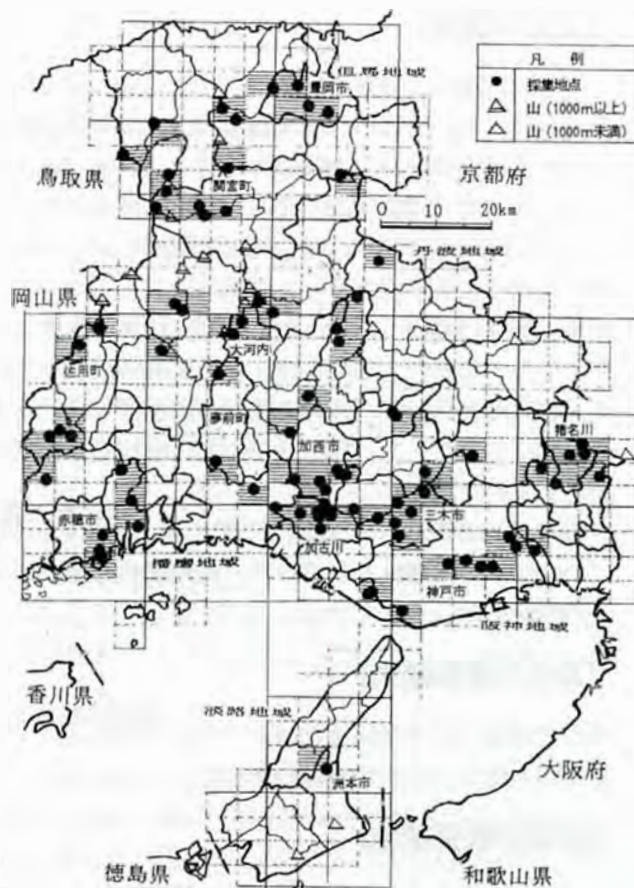 凡 例
採集地点
山 (1000m以上)
山 (1000m未満)
但馬地域
豊岡市
鳥取県
関宮町
京都府
0 10 20km
丹波地域
岡山県
大河内
佐用町
夢前町
加西市
猪名川
赤穂市
三木市
加古川
播磨地域
神戸市
阪神地域
香川県
淡路地域
大阪府
洲本市
徳島県
和歌山県